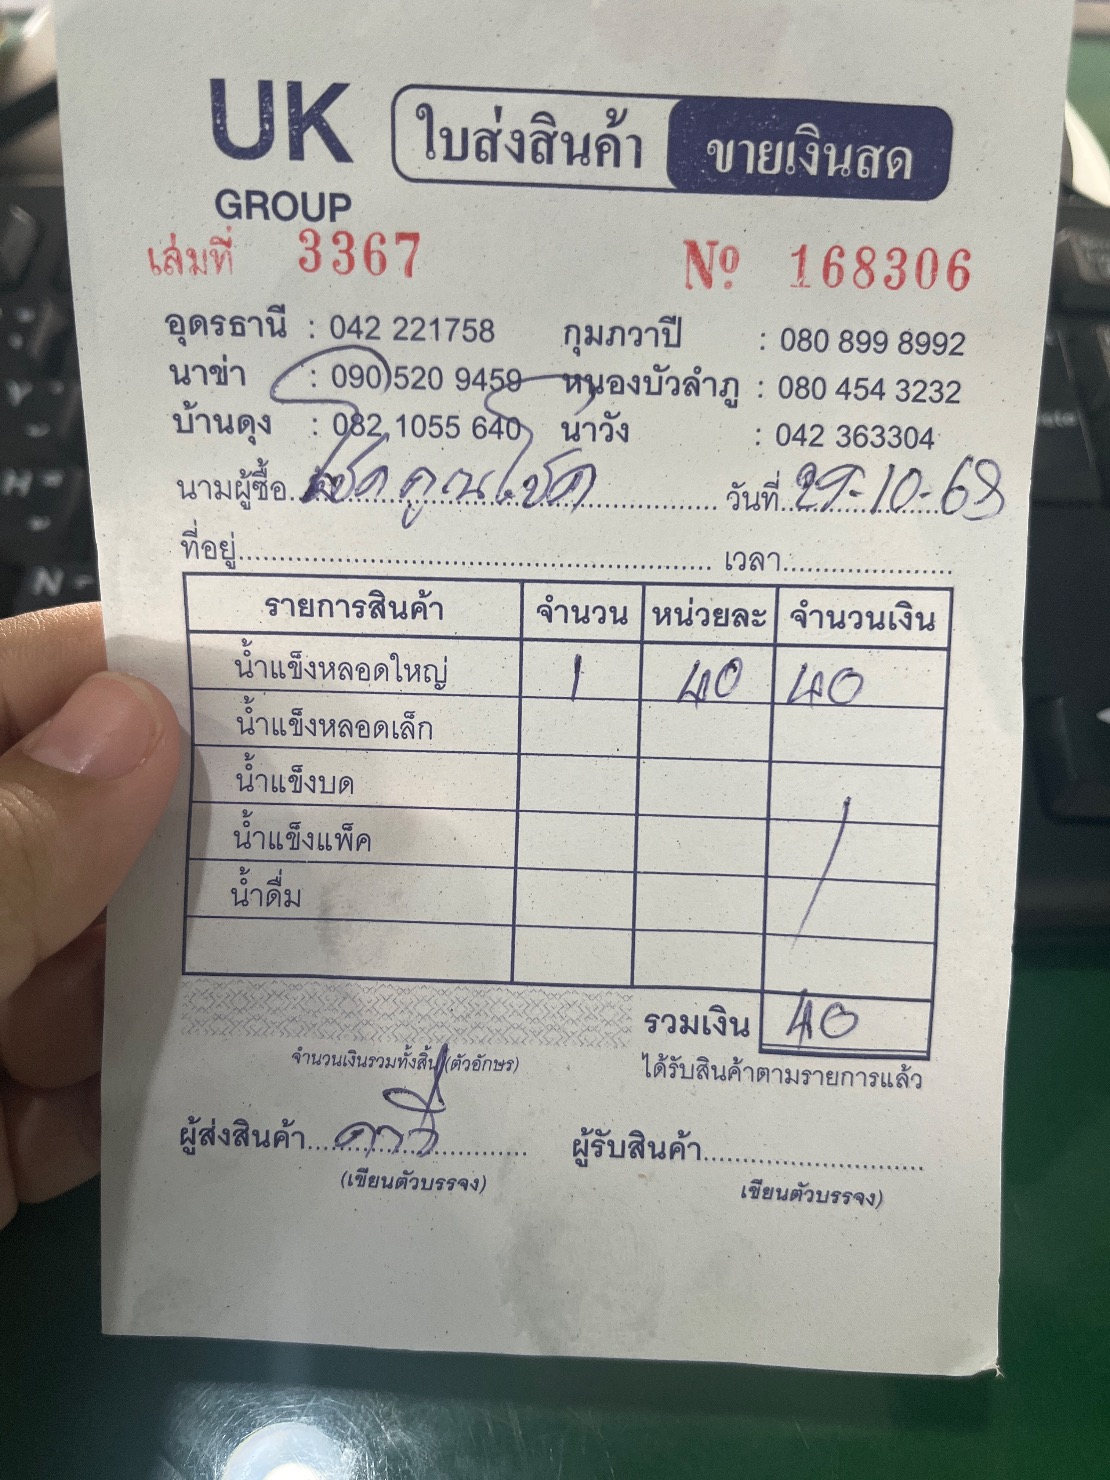 UK
GROUP
ใบส่งสินค้า ขายเงินสด
เล่มที่ 3367 Nº 168306
อุดรธานี : 042 221758 กุมภวาปี : 080 899 8992
นาข่า : 090 520 9459 หนองบัวลำภู : 080 454 3232
บ้านดุง : 082 1055 640 นาวัง : 042 363304
นามผู้ซื้อ วันที่ 29-10-68
ที่อยู่ เวลา
รายการสินค้า จำนวน หน่วยละ จำนวนเงิน
น้ำแข็งหลอดใหญ่ 1 40 40
น้ำแข็งหลอดเล็ก
น้ำแข็งบด
น้ำแข็งแพ็ค
น้ำดื่ม
รวมเงิน 40
จำนวนเงินรวมทั้งสิ้น (ตัวอักษร) ได้รับสินค้าตามรายการแล้ว
ผู้ส่งสินค้า ผู้รับสินค้า
(เขียนตัวบรรจง) เขียนตัวบรรจง)